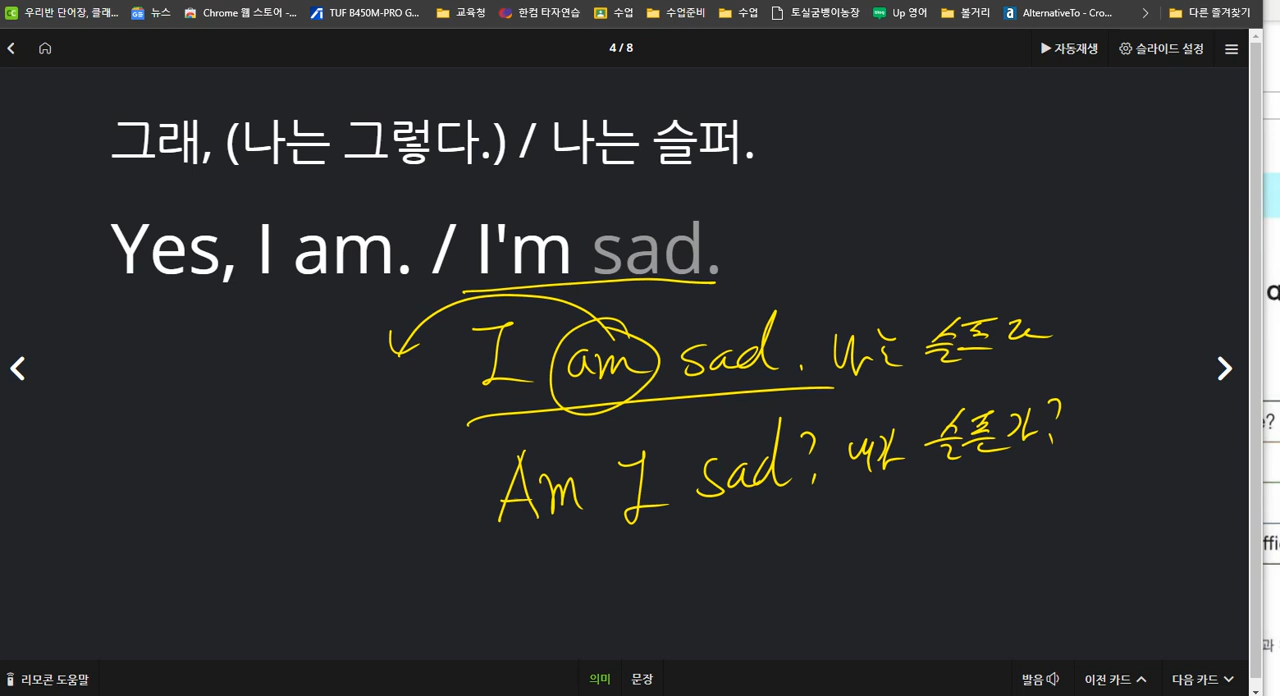 우리반 단어장, 클래... 뉴스 Chrome 웹 스토어 -... TUF B450M-PRO G... 교육청 한컴 타자연습 수업 수업준비 수업 토실굼벵이농장 Up 영어 볼거리 AlternativeTo - Cro... 다른 즐겨찾기
4 / 8 자동재생 슬라이드 설정
그래, (나는 그렇다.) / 나는 슬퍼.
Yes, I am. / I'm sad.
I am sad. 나는 슬프다
Am I sad? 내가 슬픈가?
리모콘 도움말 의미 문장 발음 이전 카드 다음 카드